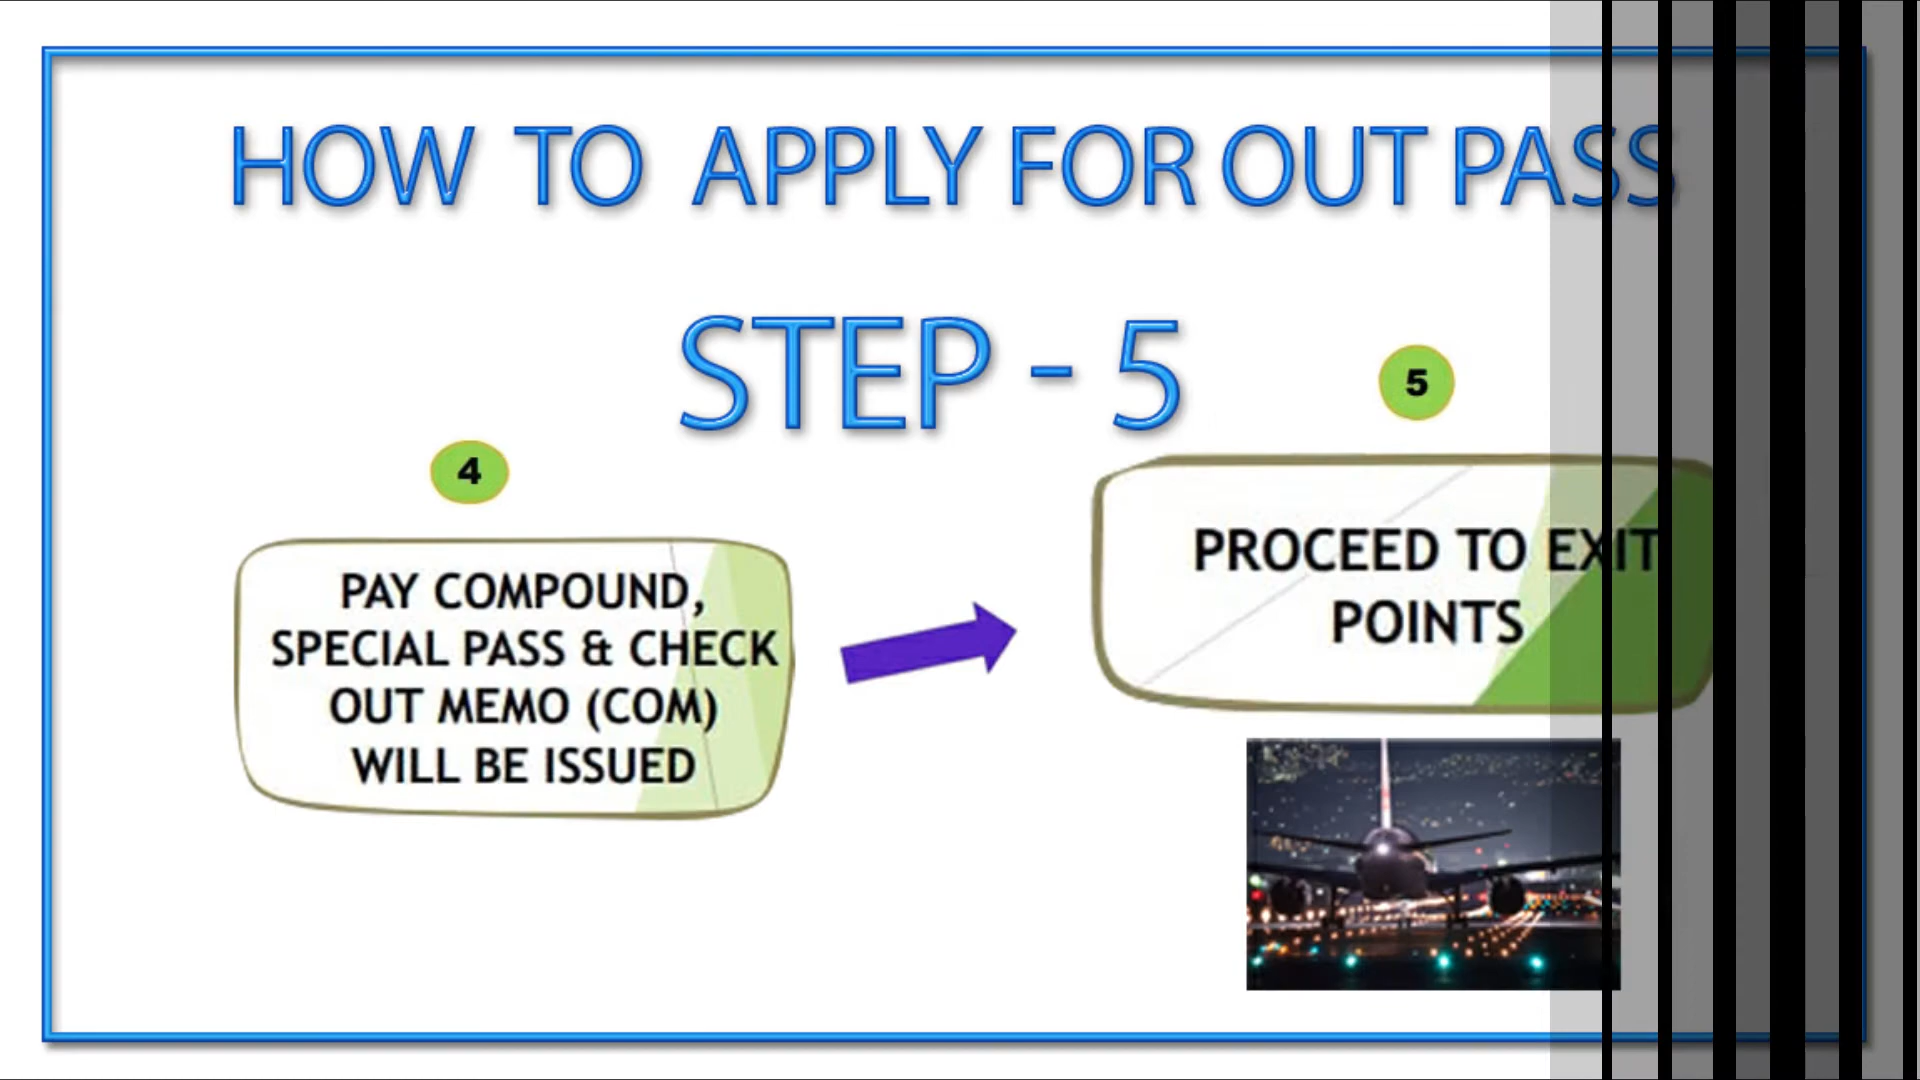 HOW TO APPLY FOR OUT PASS
STEP - 5
4
PAY COMPOUND,
SPECIAL PASS & CHECK
OUT MEMO (COM)
WILL BE ISSUED
5
PROCEED TO EXIT
POINTS